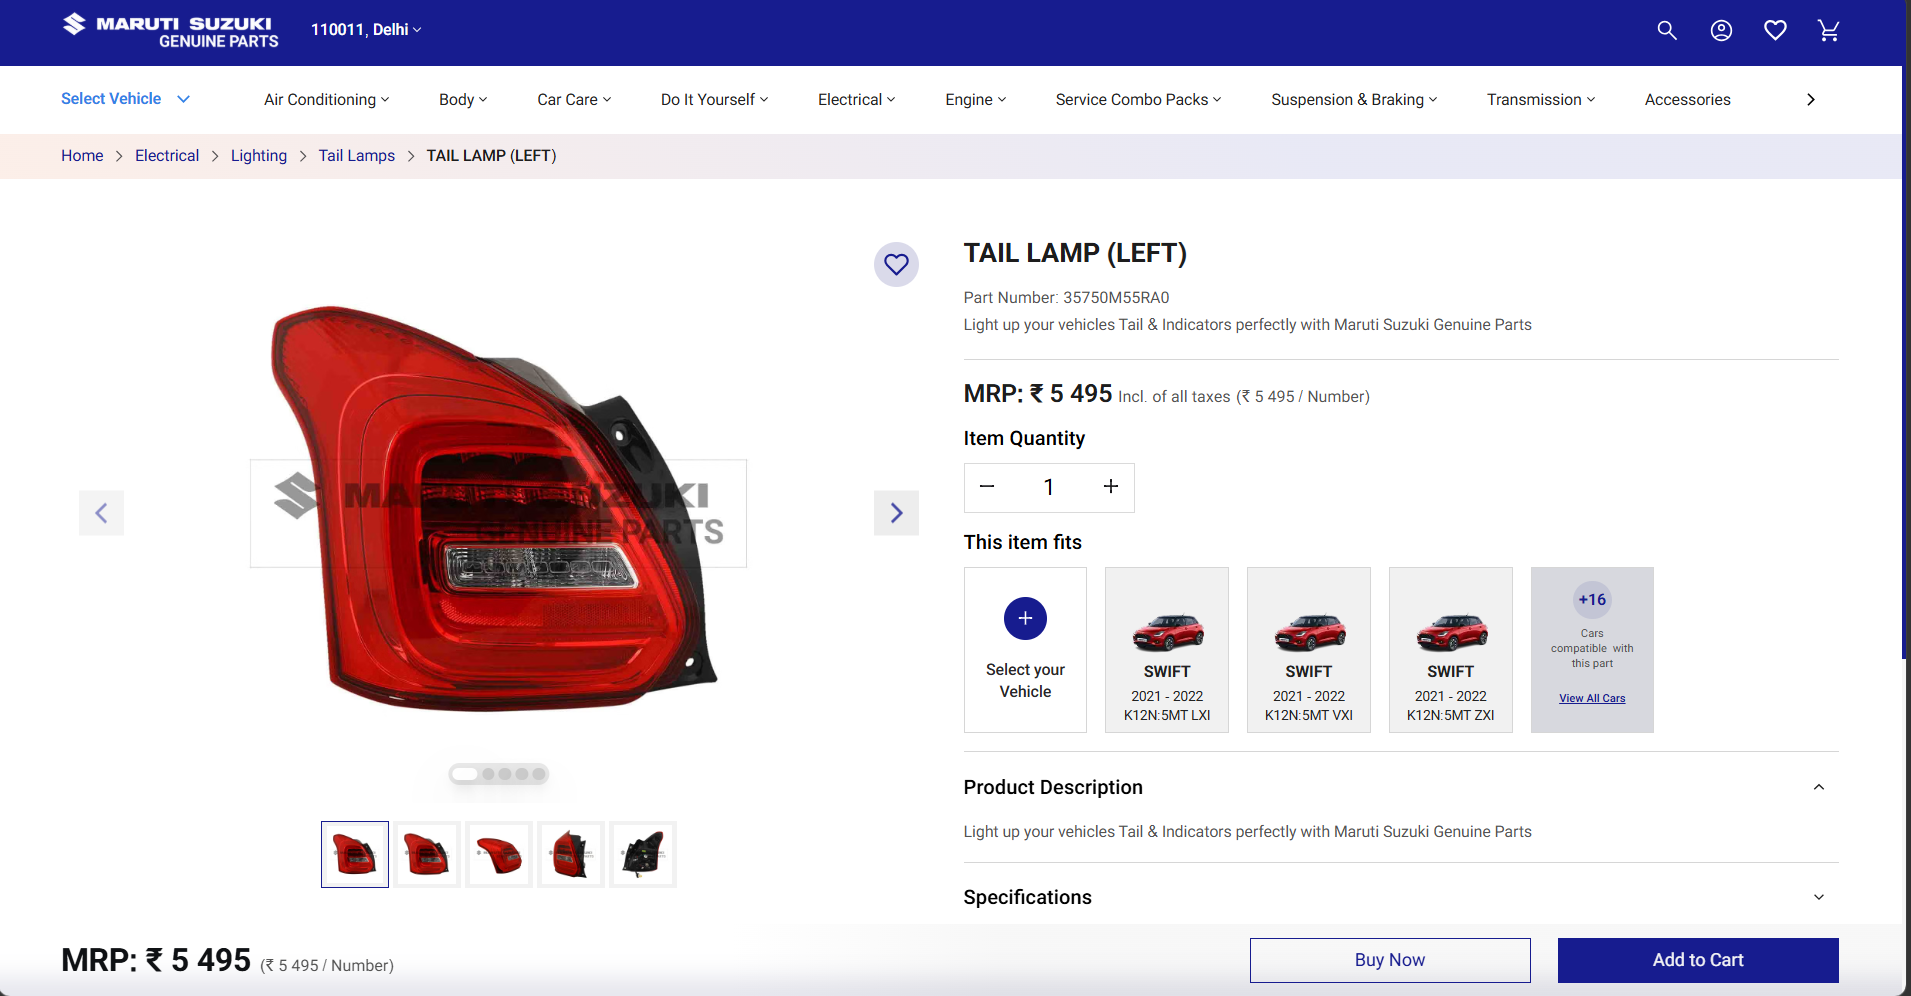 MARUTI SUZUKI
GENUINE PARTS
110011, Delhi
Select Vehicle
Air Conditioning
Body
Car Care
Do It Yourself
Electrical
Engine
Service Combo Packs
Suspension & Braking
Transmission
Accessories
Home > Electrical > Lighting > Tail Lamps > TAIL LAMP (LEFT)
MARUTI SUZUKI
GENUINE PARTS
TAIL LAMP (LEFT)
Part Number: 35750M55RA0
Light up your vehicles Tail & Indicators perfectly with Maruti Suzuki Genuine Parts
MRP: ₹ 5 495 Incl. of all taxes (₹ 5 495 / Number)
Item Quantity
1
This item fits
Select your
Vehicle
SWIFT
2021 - 2022
K12N:5MT LXI
SWIFT
2021 - 2022
K12N:5MT VXI
SWIFT
2021 - 2022
K12N:5MT ZXI
+16
Cars
compatible with
this part
View All Cars
Product Description
Light up your vehicles Tail & Indicators perfectly with Maruti Suzuki Genuine Parts
Specifications
MRP: ₹ 5 495 (₹ 5 495 / Number)
Buy Now
Add to Cart